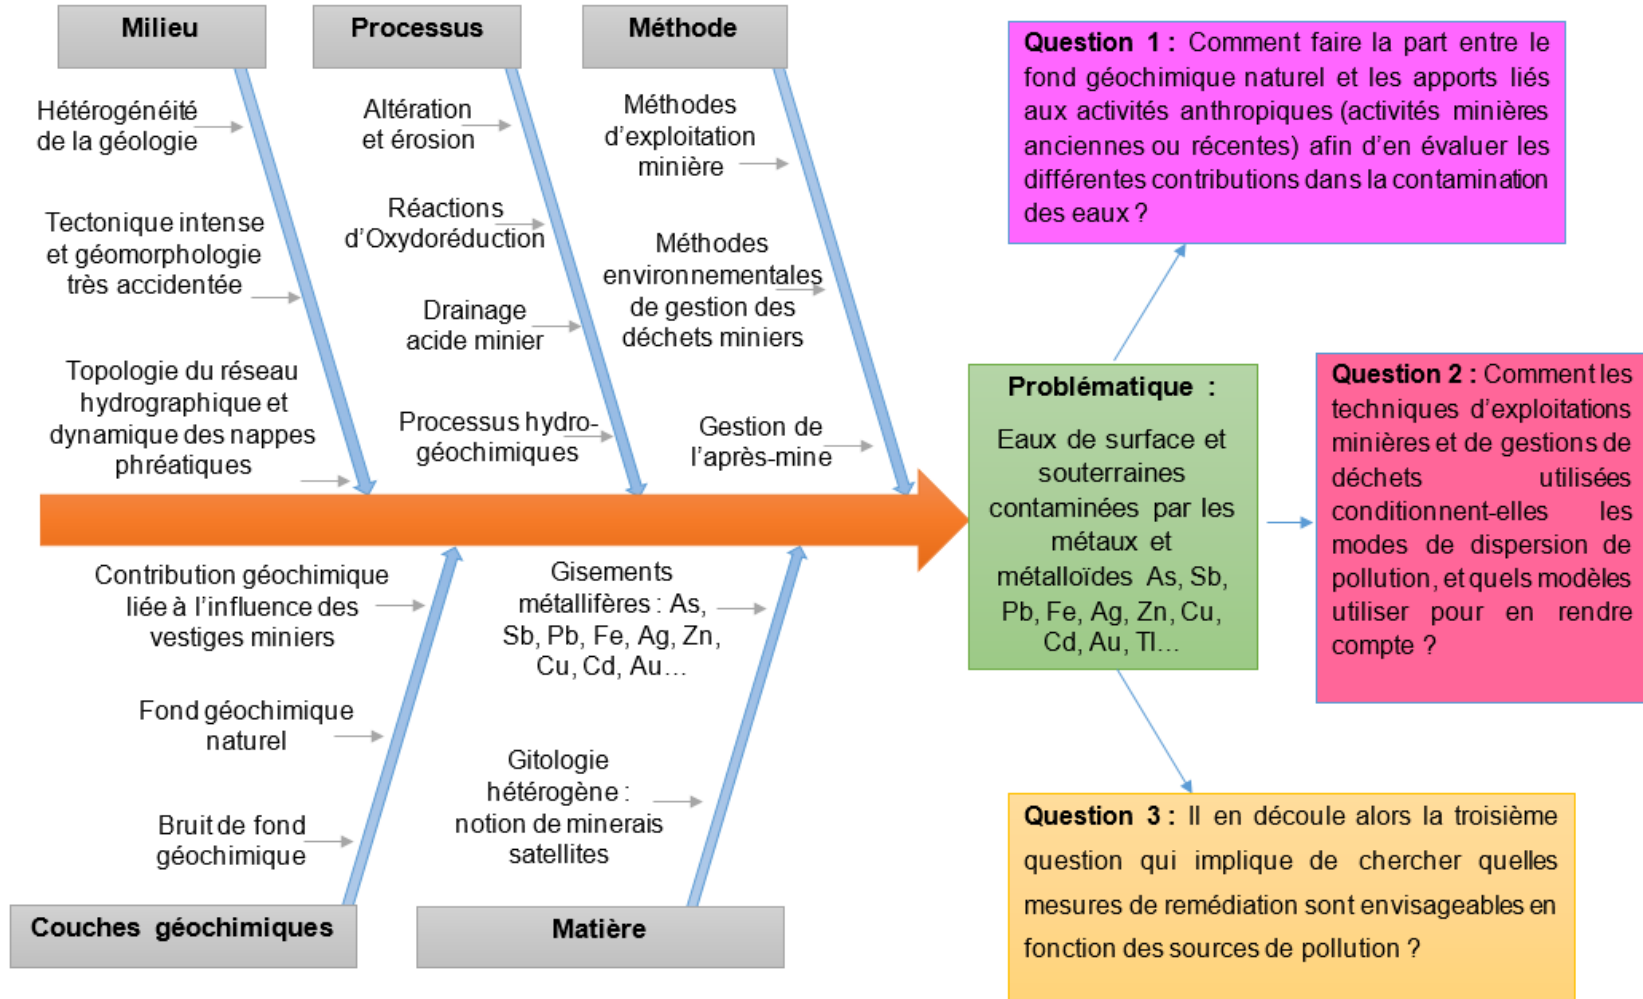 Milieu
Hétérogénéité
de la géologie
Tectonique intense
et géomorphologie
très accidentée
Topologie du réseau
hydrographique et
dynamique des nappes
phréatiques
Processus
Altération
et érosion
Réactions
d’Oxydoréduction
Drainage
acide minier
Processus hydro-
géochimiques
Méthode
Méthodes
d’exploitation
minière
Méthodes
environnementales
de gestion des
déchets miniers
Gestion de
l’après-mine
Contribution géochimique
liée à l’influence des
vestiges miniers
Fond géochimique
naturel
Bruit de fond
géochimique
Couches géochimiques
Gisements
métallifères : As,
Sb, Pb, Fe, Ag, Zn,
Cu, Cd, Au…
Gitologie
hétérogène :
notion de minerais
satellites
Matière
Problématique :
Eaux de surface et
souterraines
contaminées par les
métaux et
métalloïdes As, Sb,
Pb, Fe, Ag, Zn, Cu,
Cd, Au, Tl…
Question 1 : Comment faire la part entre le
fond géochimique naturel et les apports liés
aux activités anthropiques (activités minières
anciennes ou récentes) afin d’en évaluer les
différentes contributions dans la contamination
des eaux ?
Question 2 : Comment les
techniques d’exploitations
minières et de gestions de
déchets utilisées
conditionnent-elles les
modes de dispersion de
pollution, et quels modèles
utiliser pour en rendre
compte ?
Question 3 : Il en découle alors la troisième
question qui implique de chercher quelles
mesures de remédiation sont envisageables en
fonction des sources de pollution ?